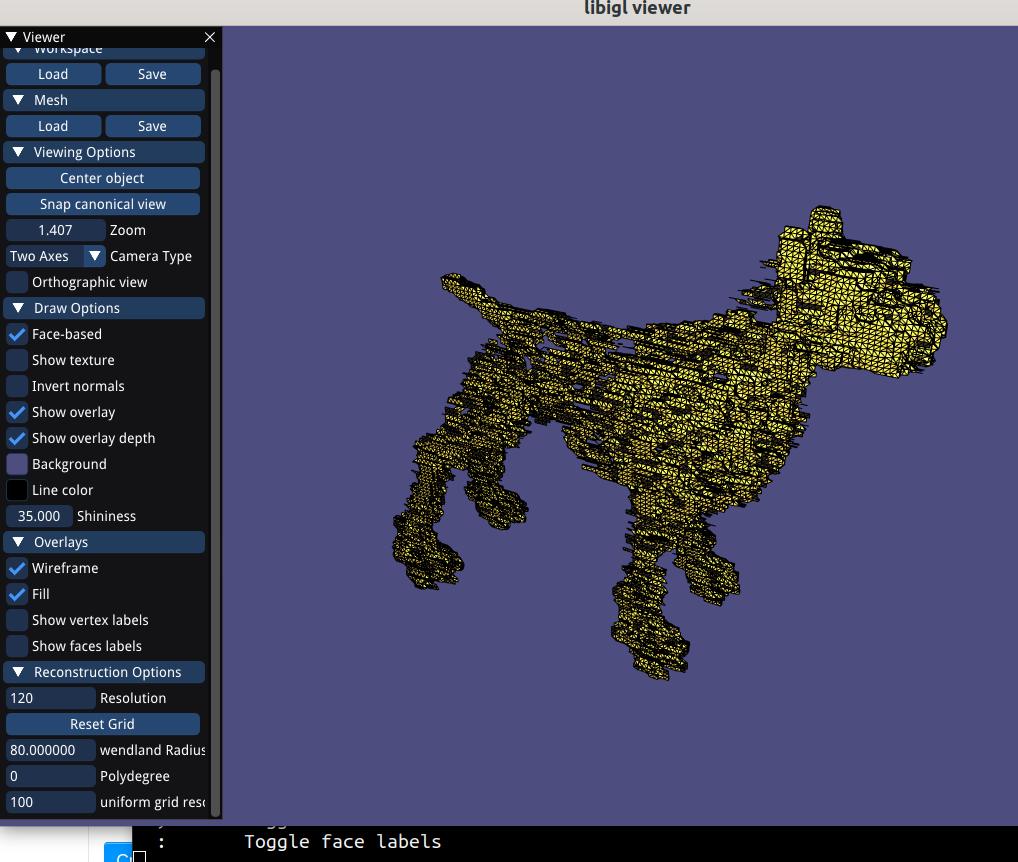 libigl viewer
Viewer
Workspace
Load Save
Mesh
Load Save
Viewing Options
Center object
Snap canonical view
1.407 Zoom
Two Axes Camera Type
Orthographic view
Draw Options
Face-based
Show texture
Invert normals
Show overlay
Show overlay depth
Background
Line color
35.000 Shininess
Overlays
Wireframe
Fill
Show vertex labels
Show faces labels
Reconstruction Options
120 Resolution
Reset Grid
80.000000 wendland Radius
0 Polydegree
100 uniform grid
: Toggle face labels